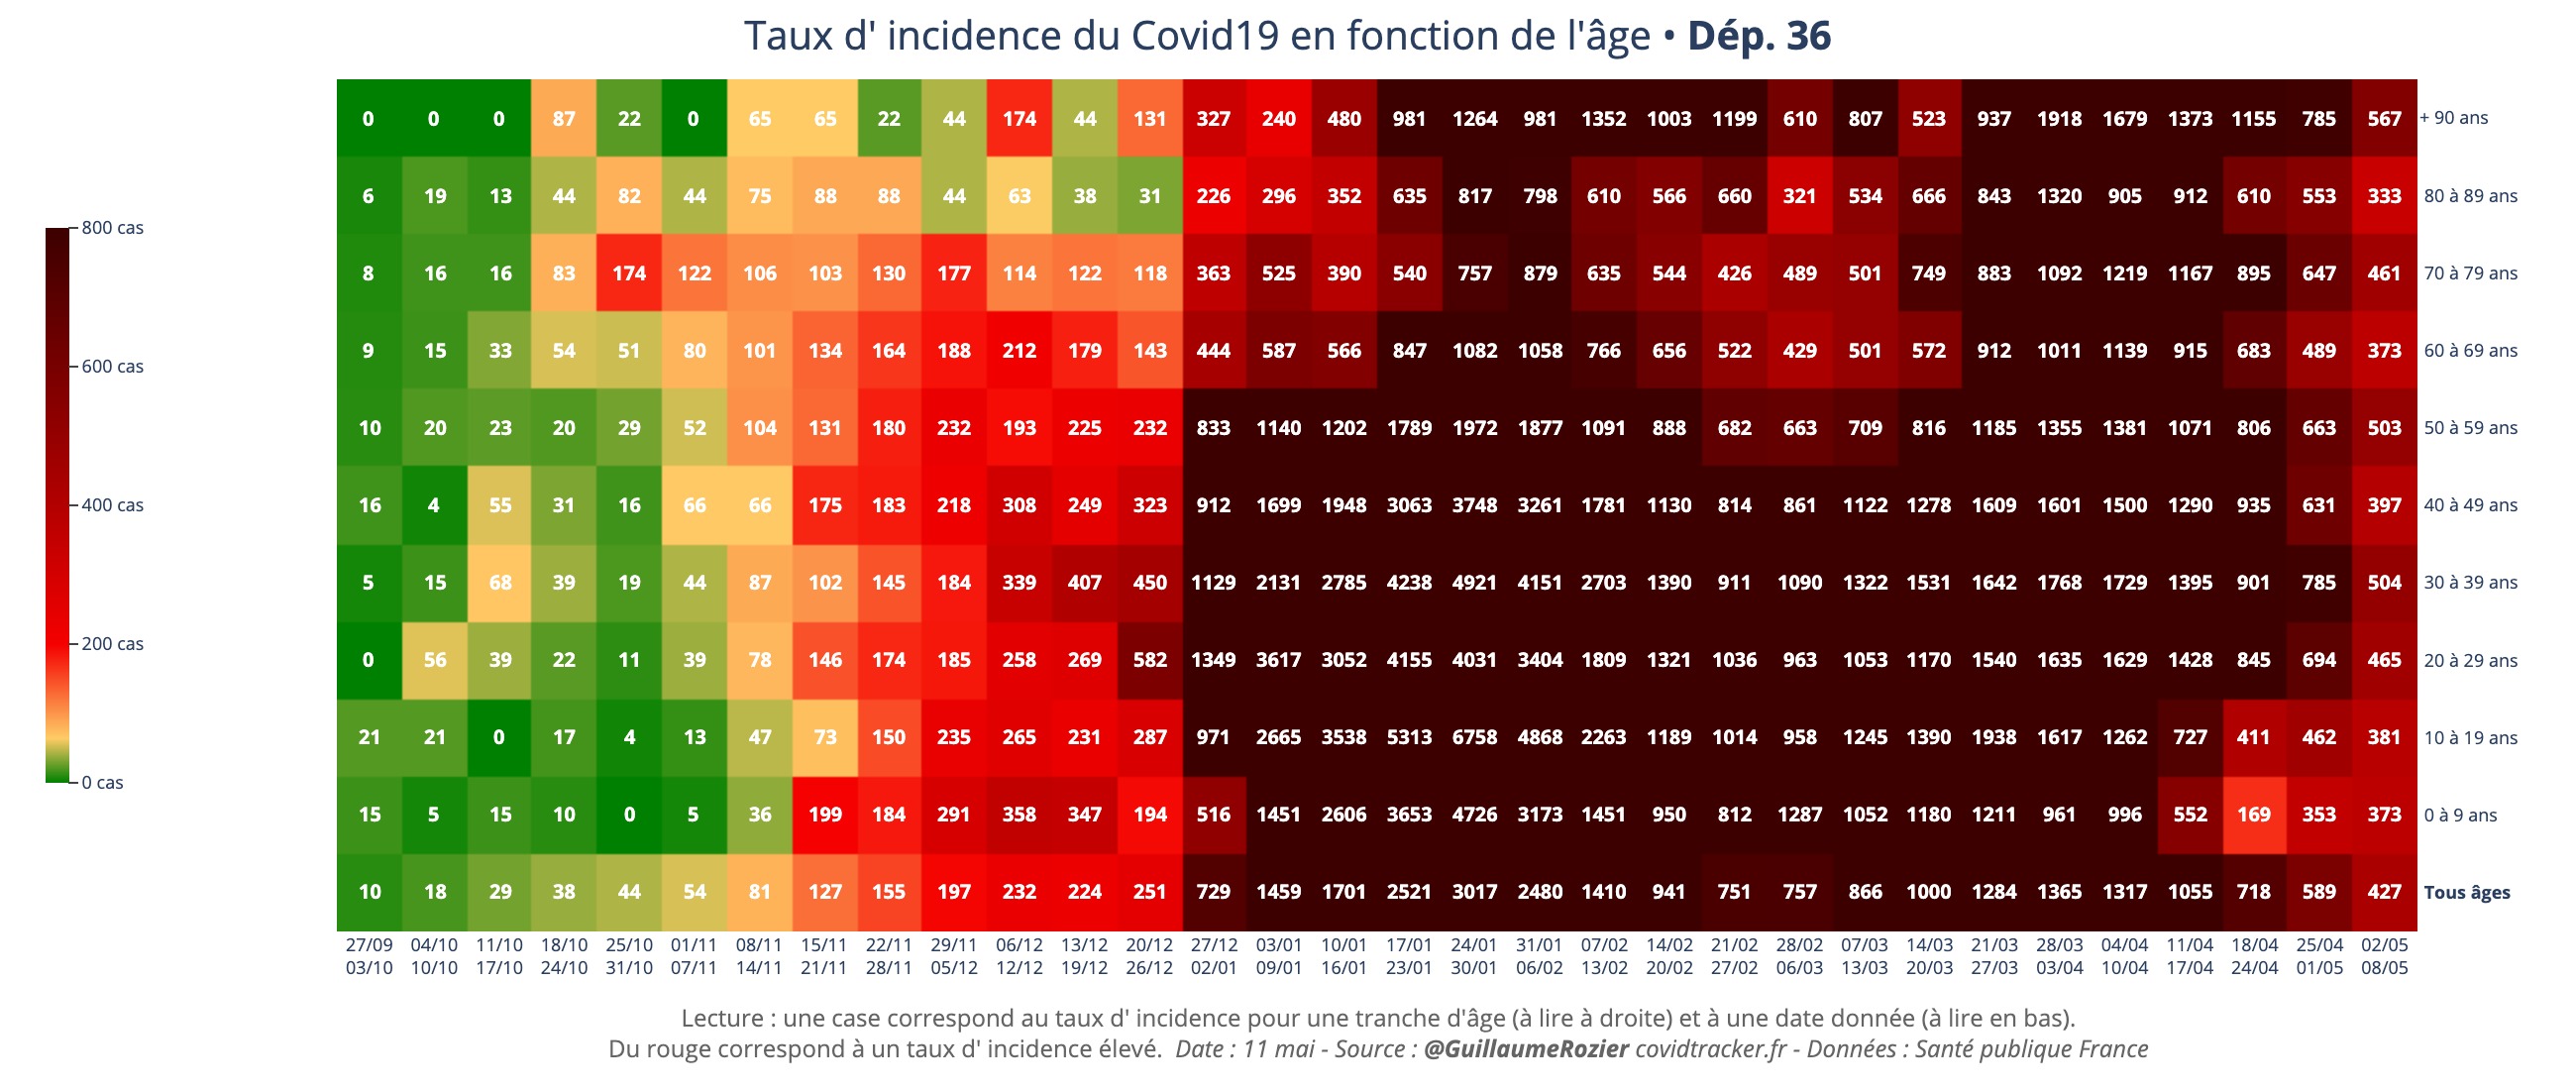 Taux d' incidence du Covid19 en fonction de l'âge • Dép. 36
0 0 0 87 22 0 65 65 22 44 174 44 131 327 240 480 981 1264 981 1352 1003 1199 610 807 523 937 1918 1679 1373 1155 785 567 + 90 ans
6 19 13 44 82 44 75 88 88 44 63 38 31 226 296 352 635 817 798 610 566 660 321 534 666 843 1320 905 912 610 553 333 80 à 89 ans
800 cas
8 16 16 83 174 122 106 103 130 177 114 122 118 363 525 390 540 757 879 635 544 426 489 501 749 883 1092 1219 1167 895 647 461 70 à 79 ans
9 15 33 54 51 80 101 134 164 188 212 179 143 444 587 566 847 1082 1058 766 656 522 429 501 572 912 1011 1139 915 683 489 373 60 à 69 ans
600 cas
10 20 23 20 29 52 104 131 180 232 193 225 232 833 1140 1202 1789 1972 1877 1091 888 682 663 709 816 1185 1355 1381 1071 806 663 503 50 à 59 ans
400 cas
16 4 55 31 16 66 66 175 183 218 308 249 323 912 1699 1948 3063 3748 3261 1781 1130 814 861 1122 1278 1609 1601 1500 1290 935 631 397 40 à 49 ans
5 15 68 39 19 44 87 102 145 184 339 407 450 1129 2131 2785 4238 4921 4151 2703 1390 911 1090 1322 1531 1642 1768 1729 1395 901 785 504 30 à 39 ans
200 cas
0 56 39 22 11 39 78 146 174 185 258 269 582 1349 3617 3052 4155 4031 3404 1809 1321 1036 963 1053 1170 1540 1635 1629 1428 845 694 465 20 à 29 ans
21 21 0 17 4 13 47 73 150 235 265 231 287 971 2665 3538 5313 6758 4868 2263 1189 1014 958 1245 1390 1938 1617 1262 727 411 462 381 10 à 19 ans
0 cas
15 5 15 10 0 5 36 199 184 291 358 347 194 516 1451 2606 3653 4726 3173 1451 950 812 1287 1052 1180 1211 961 996 552 169 353 373 0 à 9 ans
10 18 29 38 44 54 81 127 155 197 232 224 251 729 1459 1701 2521 3017 2480 1410 941 751 757 866 1000 1284 1365 1317 1055 718 589 427 Tous âges
27/09 04/10 11/10 18/10 25/10 01/11 08/11 15/11 22/11 29/11 06/12 13/12 20/12 27/12 03/01 10/01 17/01 24/01 31/01 07/02 14/02 21/02 28/02 07/03 14/03 21/03 28/03 04/04 11/04 18/04 25/04 02/05
03/10 10/10 17/10 24/10 31/10 07/11 14/11 21/11 28/11 05/12 12/12 19/12 26/12 02/01 09/01 16/01 23/01 30/01 06/02 13/02 20/02 27/02 06/03 13/03 20/03 27/03 03/04 10/04 17/04 24/04 01/05 08/05
Lecture : une case correspond au taux d' incidence pour une tranche d'âge (à lire à droite) et à une date donnée (à lire en bas).
Du rouge correspond à un taux d' incidence élevé. Date : 11 mai - Source : @GuillaumeRozier covidtracker.fr - Données : Santé publique France